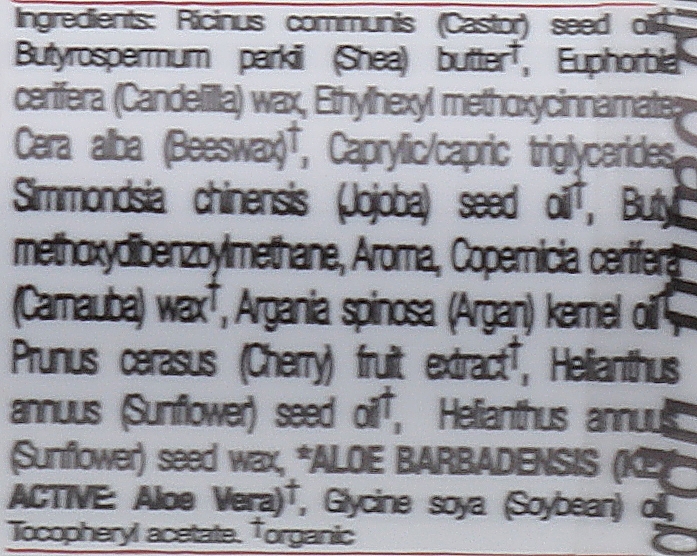 Ingredients: Ricinus communis (Castor) seed oil†,
Butyrospermum parkii (Shea) butter†, Euphorbia
cerifera (Candelilla) wax, Ethylhexyl methoxycinnamate,
Cera alba (Beeswax)†, Caprylic/capric triglycerides,
Simmondsia chinensis (Jojoba) seed oil†, Butyl
methoxydibenzoylmethane, Aroma, Copernicia cerifera
(Carnauba) wax†, Argania spinosa (Argan) kernel oil†,
Prunus cerasus (Cherry) fruit extract†, Helianthus
annuus (Sunflower) seed oil†, Helianthus annuus
(Sunflower) seed wax, *ALOE BARBADENSIS (KEY
ACTIVE: Aloe Vera)†, Glycine soya (Soybean) oil,
Tocopheryl acetate. †organic